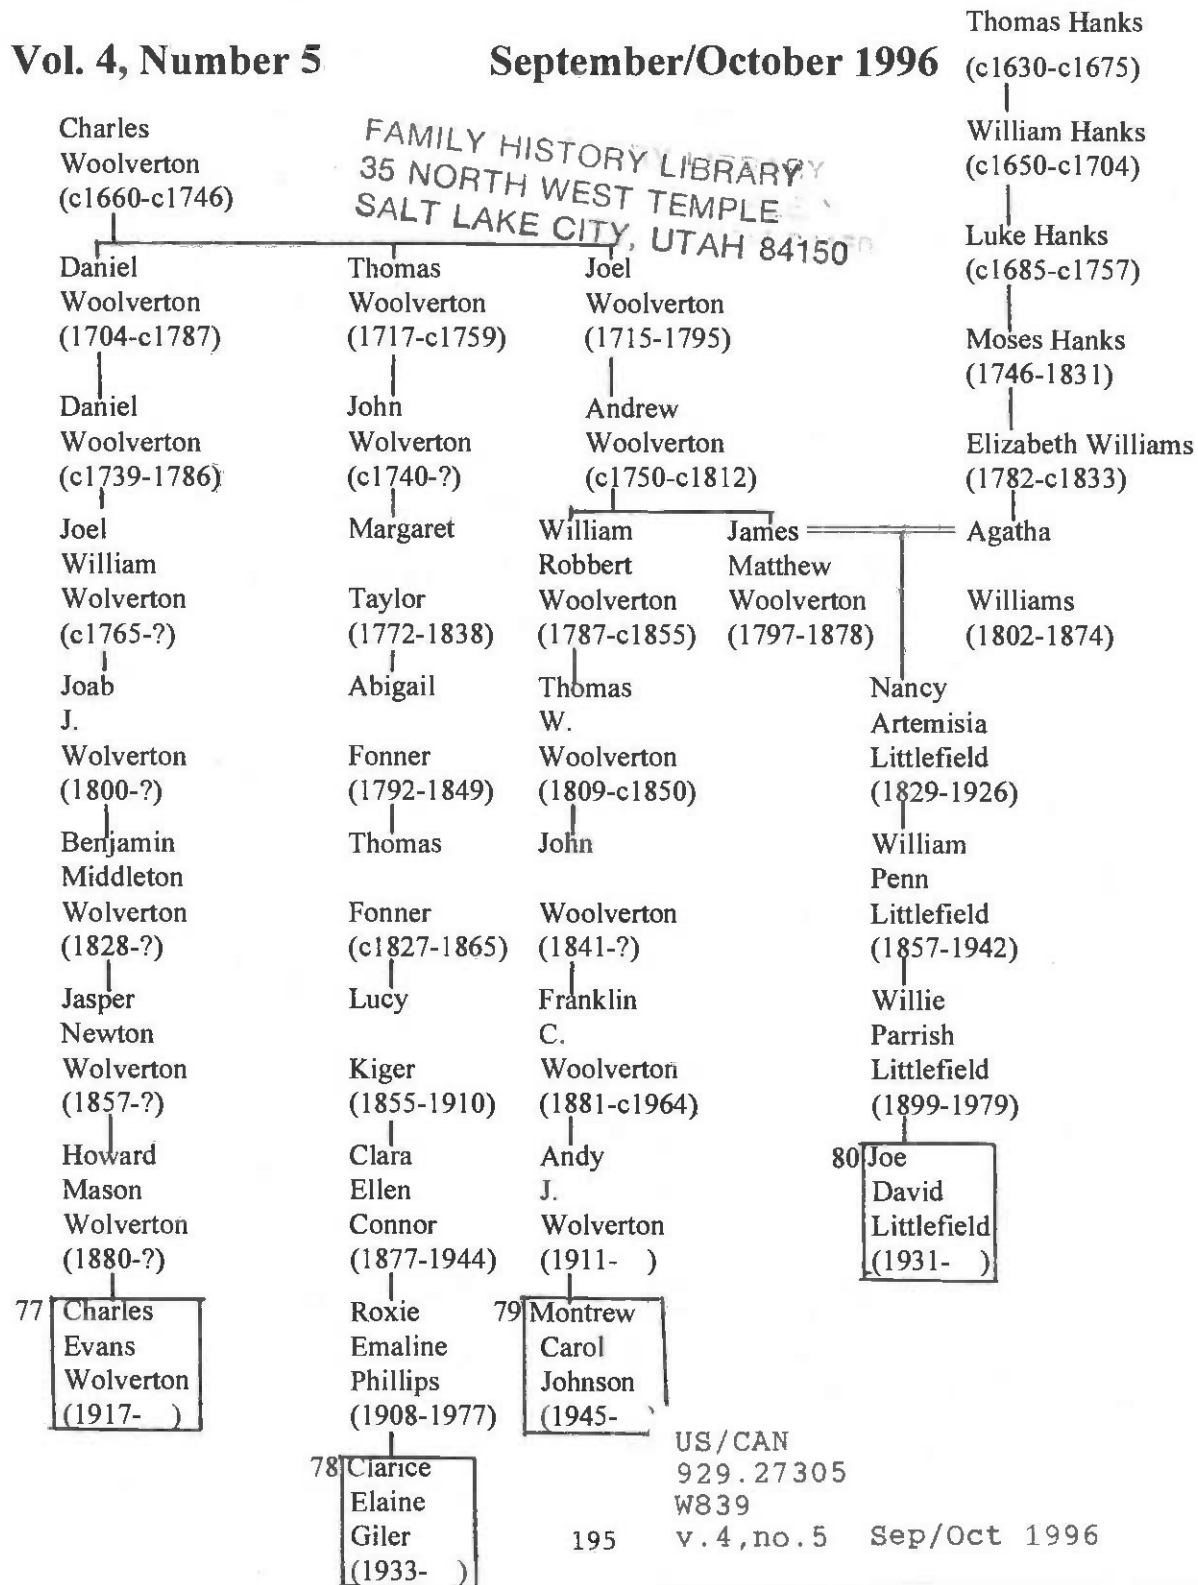 Vol. 4, Number 5
September/October 1996
Thomas Hanks
(c1630-c1675)
William Hanks
(c1650-c1704)
Luke Hanks
(c1685-c1757)
Moses Hanks
(1746-1831)
Elizabeth Williams
(1782-c1833)
Agatha
Williams
(1802-1874)
FAMILY HISTORY LIBRARY
35 NORTH WEST TEMPLE
SALT LAKE CITY, UTAH 84150
Charles
Woolverton
(c1660-c1746)
Daniel
Woolverton
(1704-c1787)
Daniel
Woolverton
(c1739-1786)
Joel
William
Wolverton
(c1765-?)
Joab
J.
Wolverton
(1800-?)
Benjamin
Middleton
Wolverton
(1828-?)
Jasper
Newton
Wolverton
(1857-?)
Howard
Mason
Wolverton
(1880-?)
77 Charles
Evans
Wolverton
(1917- )
Thomas
Woolverton
(1717-c1759)
John
Wolverton
(c1740-?)
Margaret
Taylor
(1772-1838)
Abigail
Fonner
(1792-1849)
Thomas
Fonner
(c1827-1865)
Lucy
Kiger
(1855-1910)
Clara
Ellen
Connor
(1877-1944)
Roxie
Emaline
Phillips
(1908-1977)
78 Clarice
Elaine
Giler
(1933- )
Joel
Woolverton
(1715-1795)
Andrew
Woolverton
(c1750-c1812)
William
Robbert
Woolverton
(1787-c1855)
Thomas
W.
Woolverton
(1809-c1850)
John
Woolverton
(1841-?)
Franklin
C.
Woolverton
(1881-c1964)
Andy
J.
Wolverton
(1911- )
79 Montrew
Carol
Johnson
(1945-
James
Matthew
Woolverton
(1797-1878)
Nancy
Artemisia
Littlefield
(1829-1926)
William
Penn
Littlefield
(1857-1942)
Willie
Parrish
Littlefield
(1899-1979)
80 Joe
David
Littlefield
(1931- )
195
US/CAN
929.27305
W839
v.4,no.5 Sep/Oct 1996